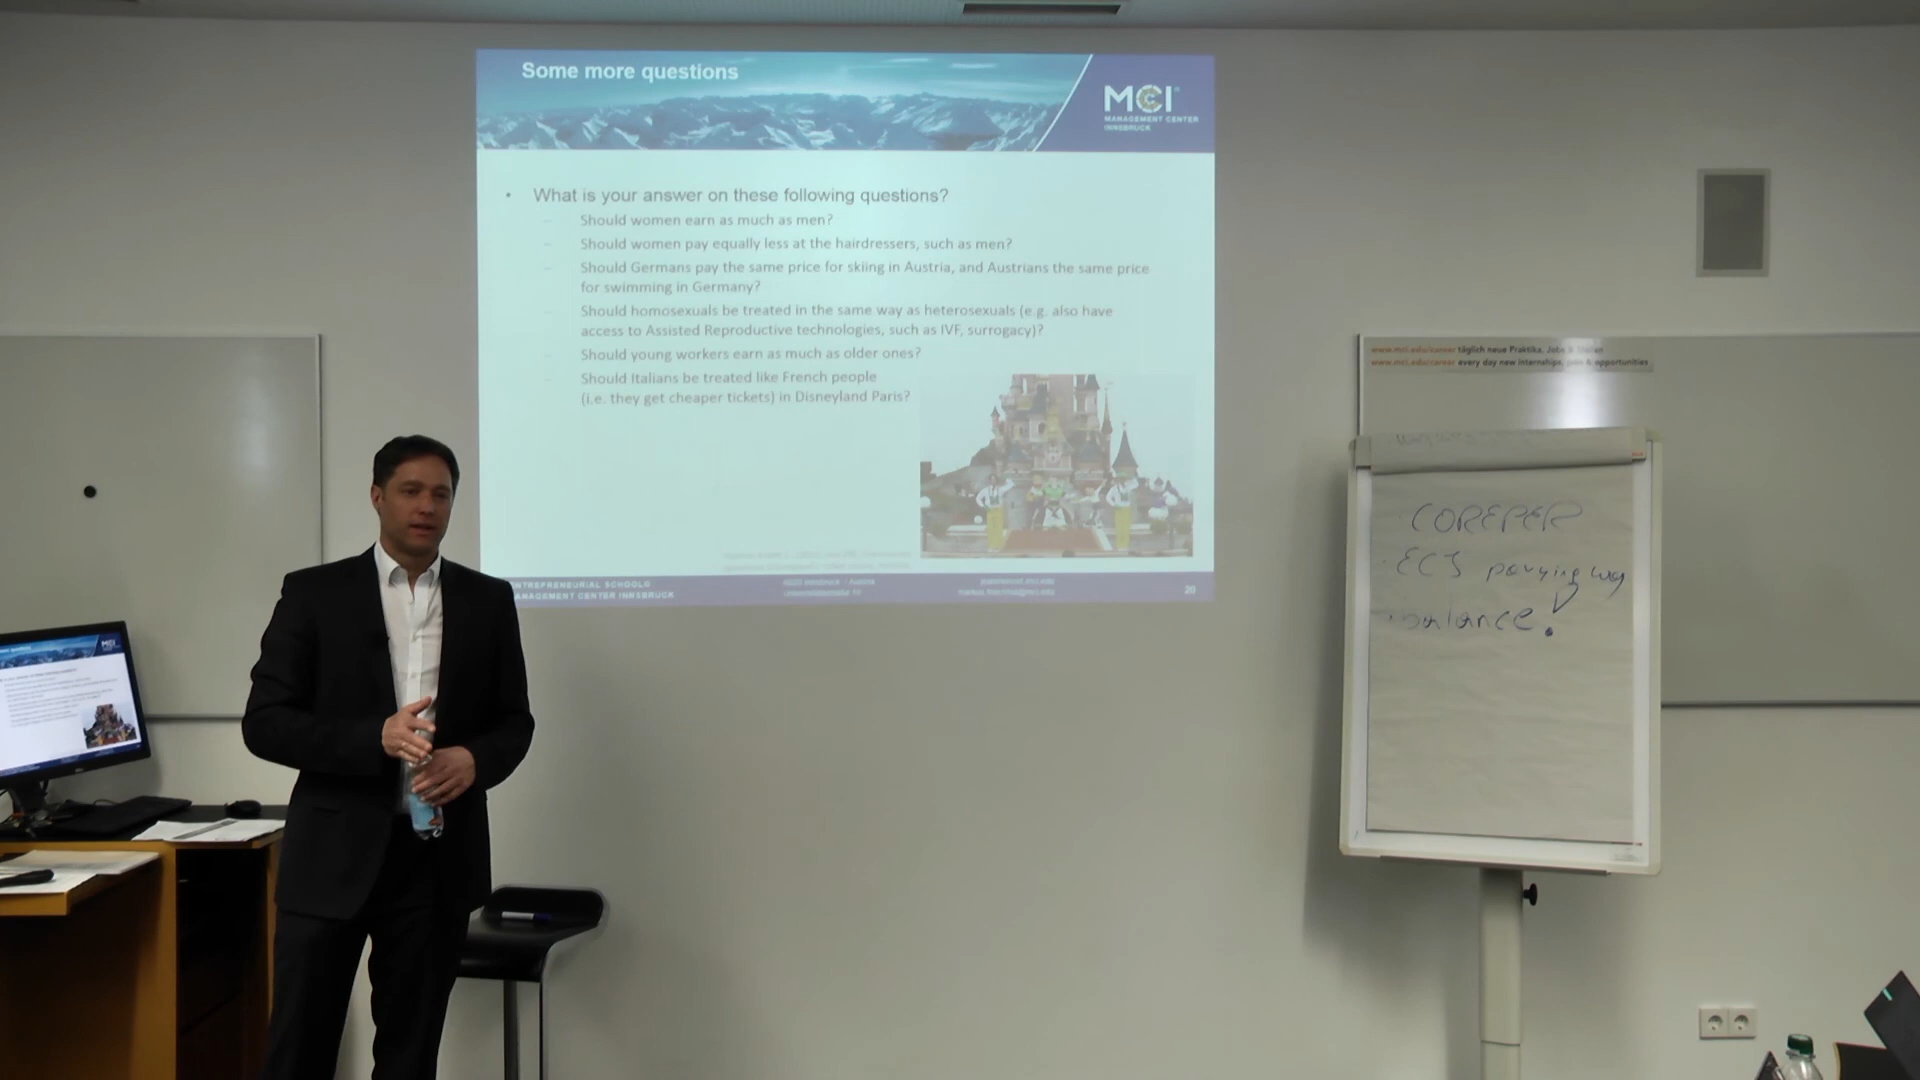 Some more questions
MCI
MANAGEMENT CENTER
INNSBRUCK
• What is your answer on these following questions?
– Should women earn as much as men?
– Should women pay equally less at the hairdressers, such as men?
– Should Germans pay the same price for skiing in Austria, and Austrians the same price
for swimming in Germany?
– Should homosexuals be treated in the same way as heterosexuals (e.g. also have
access to Assisted Reproductive technologies, such as IVF, surrogacy)?
– Should young workers earn as much as older ones?
– Should Italians be treated like French people
(i.e. they get cheaper tickets) in Disneyland Paris?
ENTREPRENEURIAL SCHOOL®
MANAGEMENT CENTER INNSBRUCK
20
www.mci.edu/career täglich neue Praktika, Jobs &
www.mci.edu/career every day new internships, jobs & opportunities
COREPER
ECJ paving way
balance
MCI